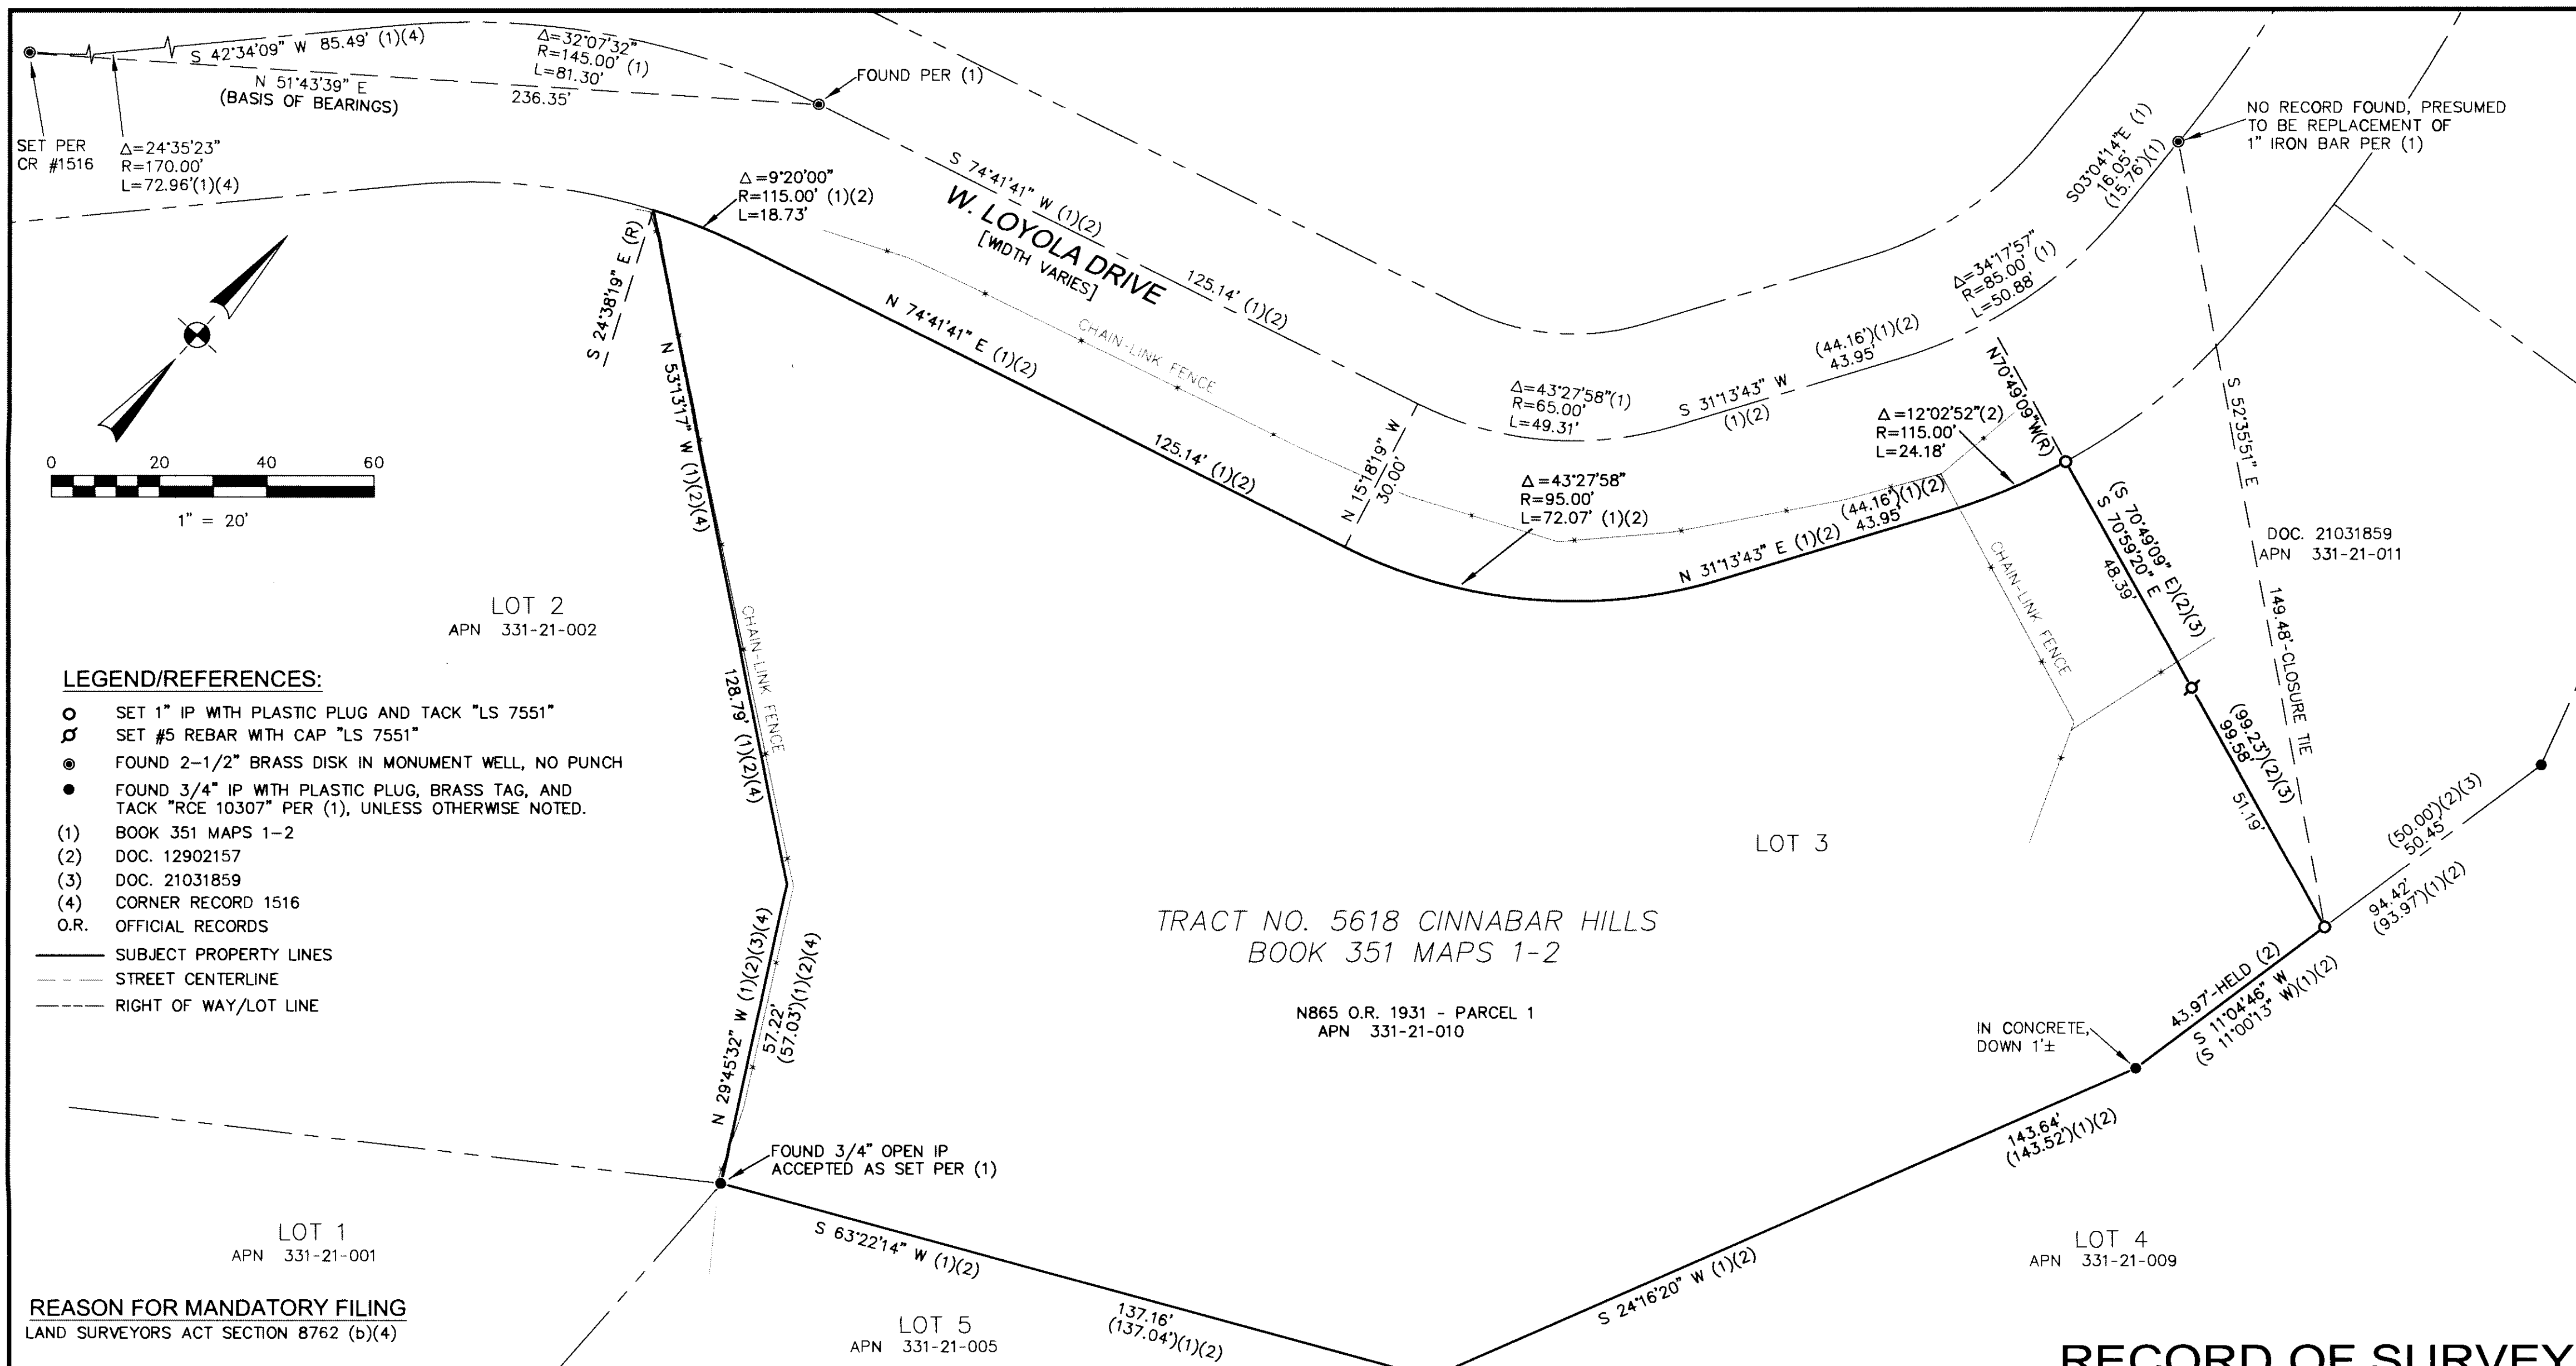 S 42°34'09" W 85.49' (1)(4)
N 51°43'39" E
(BASIS OF BEARINGS)
236.35'
Δ=32°07'32"
R=145.00' (1)
L=81.30'
FOUND PER (1)
SET PER
CR #1516
Δ=24°35'23"
R=170.00'
L=72.96'(1)(4)
NO RECORD FOUND, PRESUMED
TO BE REPLACEMENT OF
1" IRON BAR PER (1)
S03°04'14"E (1)
16.05'
(15.76')(1)
Δ=9°20'00"
R=115.00' (1)(2)
L=18.73'
S 74°41'41" W (1)(2)
W. LOYOLA DRIVE
[WIDTH VARIES]
125.14' (1)(2)
S 24°38'19" E (R)
N 74°41'41" E (1)(2)
125.14' (1)(2)
CHAIN-LINK FENCE
Δ=34°17'57"
R=85.00' (1)
L=50.88'
(44.16')(1)(2)
43.95'
S 31°13'43" W
(1)(2)
Δ=43°27'58"(1)
R=65.00'
L=49.31'
N 15°18'19" W
30.00'
Δ=43°27'58"
R=95.00'
L=72.07' (1)(2)
Δ=12°02'52"(2)
R=115.00'
L=24.18'
N70°49'09"W(R)
(44.16')(1)(2)
43.95'
N 31°13'43" E (1)(2)
N 53°13'17" W (1)(2)(4)
128.79' (1)(2)(4)
CHAIN-LINK FENCE
0 20 40 60
1" = 20'
(S 70°49'09" E)(2)(3)
S 70°59'20" E
48.39'
S 52°35'51" E
149.48'-CLOSURE TIE
DOC. 21031859
APN 331-21-011
CHAIN-LINK FENCE
(99.23')(2)(3)
99.58'
51.19'
LOT 2
APN 331-21-002
LEGEND/REFERENCES:
SET 1" IP WITH PLASTIC PLUG AND TACK "LS 7551"
SET #5 REBAR WITH CAP "LS 7551"
FOUND 2-1/2" BRASS DISK IN MONUMENT WELL, NO PUNCH
FOUND 3/4" IP WITH PLASTIC PLUG, BRASS TAG, AND
TACK "RCE 10307" PER (1), UNLESS OTHERWISE NOTED.
(1) BOOK 351 MAPS 1-2
(2) DOC. 12902157
(3) DOC. 21031859
(4) CORNER RECORD 1516
O.R. OFFICIAL RECORDS
SUBJECT PROPERTY LINES
STREET CENTERLINE
RIGHT OF WAY/LOT LINE
LOT 3
TRACT NO. 5618 CINNABAR HILLS
BOOK 351 MAPS 1-2
N865 O.R. 1931 - PARCEL 1
APN 331-21-010
(50.00')(2)(3)
50.45'
94.42'
(93.97')(1)(2)
43.97'-HELD (2)
S 11°04'46" W
(S 11°00'13" W)(1)(2)
IN CONCRETE,
DOWN 1'±
N 29°45'32" W (1)(2)(3)(4)
57.22'
(57.03')(1)(2)(4)
FOUND 3/4" OPEN IP
ACCEPTED AS SET PER (1)
143.64'
(143.52')(1)(2)
S 24°16'20" W (1)(2)
S 63°22'14" W (1)(2)
137.16'
(137.04')(1)(2)
LOT 1
APN 331-21-001
LOT 4
APN 331-21-009
LOT 5
APN 331-21-005
REASON FOR MANDATORY FILING
LAND SURVEYORS ACT SECTION 8762 (b)(4)
RECORD OF SURVEY